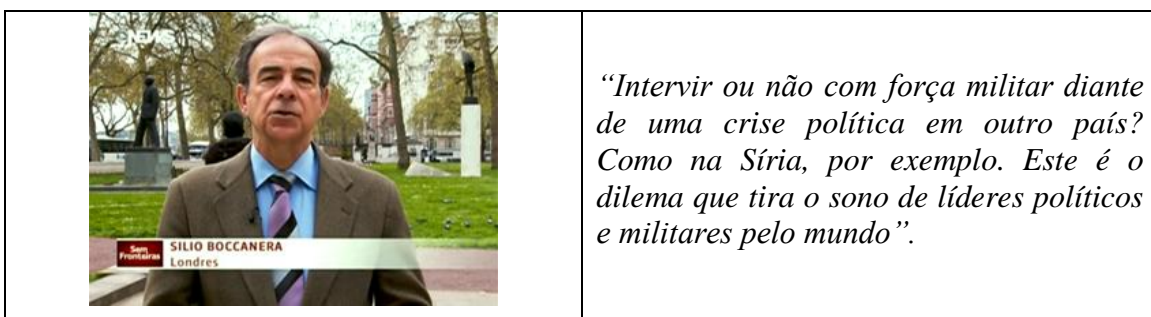 NEWS
Sem
Fronteiras
SILIO BOCCANERA
Londres
“Intervir ou não com força militar diante
de uma crise política em outro país?
Como na Síria, por exemplo. Este é o
dilema que tira o sono de líderes políticos
e militares pelo mundo”.